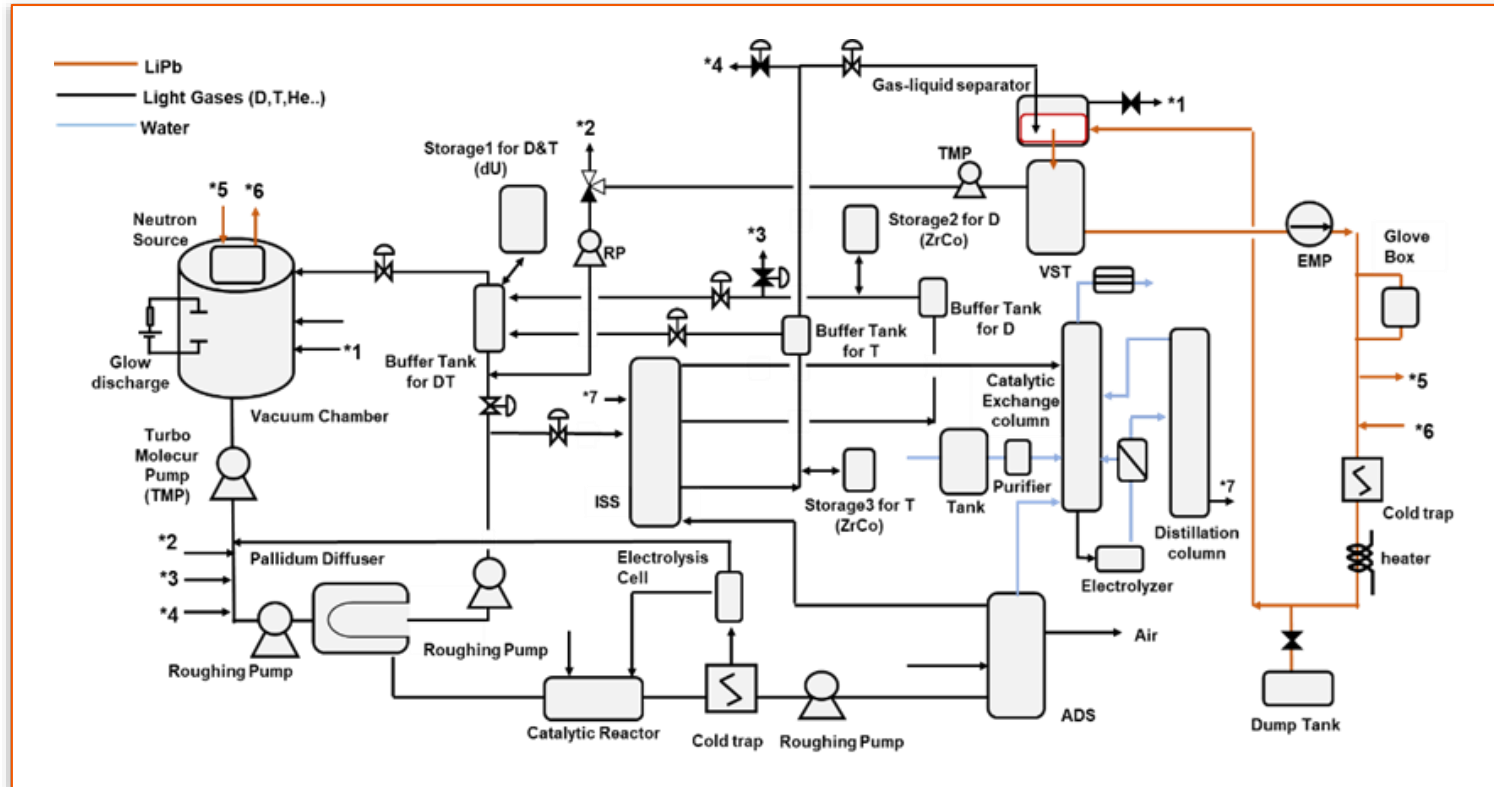 LiPb
Light Gases (D,T,He..)
Water
*4
Gas-liquid separator
*1
*2
Storage1 for D&T
(dU)
TMP
*5
*6
Neutron
Source
Storage2 for D
(ZrCo)
*3
RP
VST
EMP
Glove
Box
Buffer Tank
for D
Buffer Tank
for T
Glow
discharge
*1
Buffer Tank
for DT
Catalytic
Exchange
column
*5
Vacuum Chamber
*7
*6
Turbo
Molecur
Pump
(TMP)
ISS
Storage3 for T
(ZrCo)
Tank
Purifier
*7
Distillation
column
Cold trap
*2
Pallidum Diffuser
Electrolysis
Cell
heater
*3
Electrolyzer
*4
Roughing Pump
Roughing Pump
Air
Catalytic Reactor
Cold trap
Roughing Pump
ADS
Dump Tank